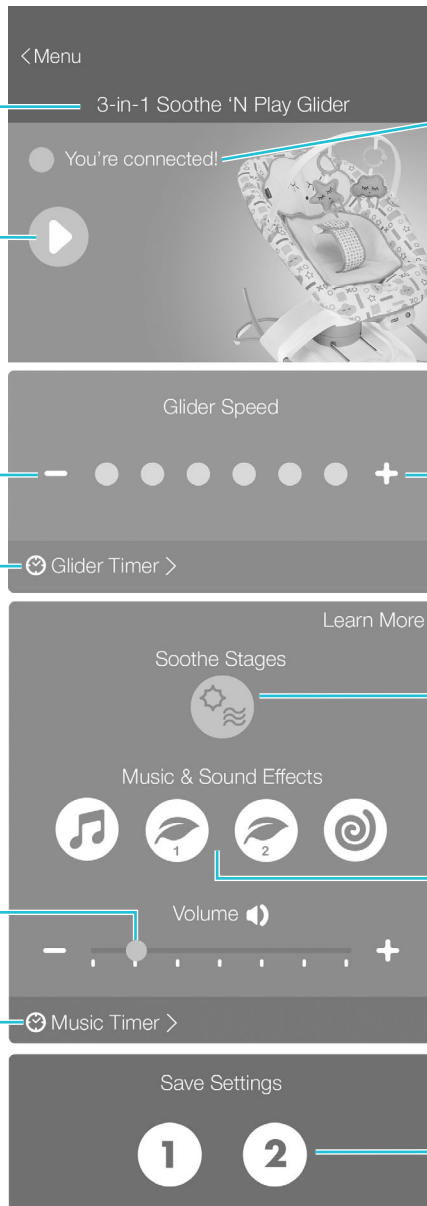 <Menu
3-in-1 Soothe ‘N Play Glider
You're connected!
Glider Speed
Glider Timer >
Learn More
Soothe Stages
Music & Sound Effects
1
2
Volume
Music Timer >
Save Settings
1
2